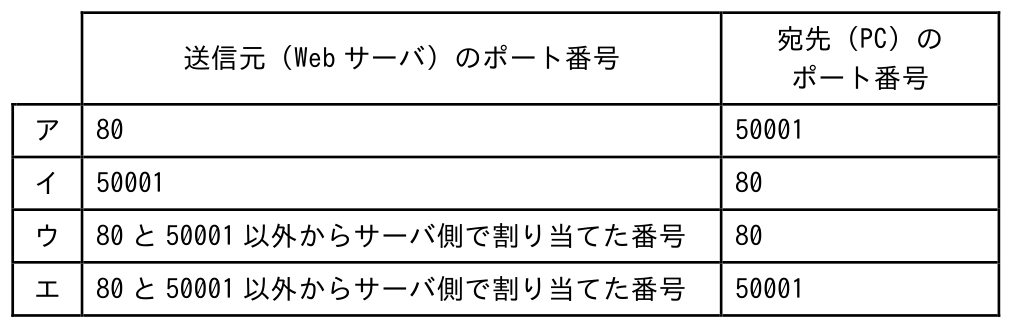 送信元（Web サーバ）のポート番号
宛先（PC）の
ポート番号
ア 80 50001
イ 50001 80
ウ 80 と 50001 以外からサーバ側で割り当てた番号 80
エ 80 と 50001 以外からサーバ側で割り当てた番号 50001